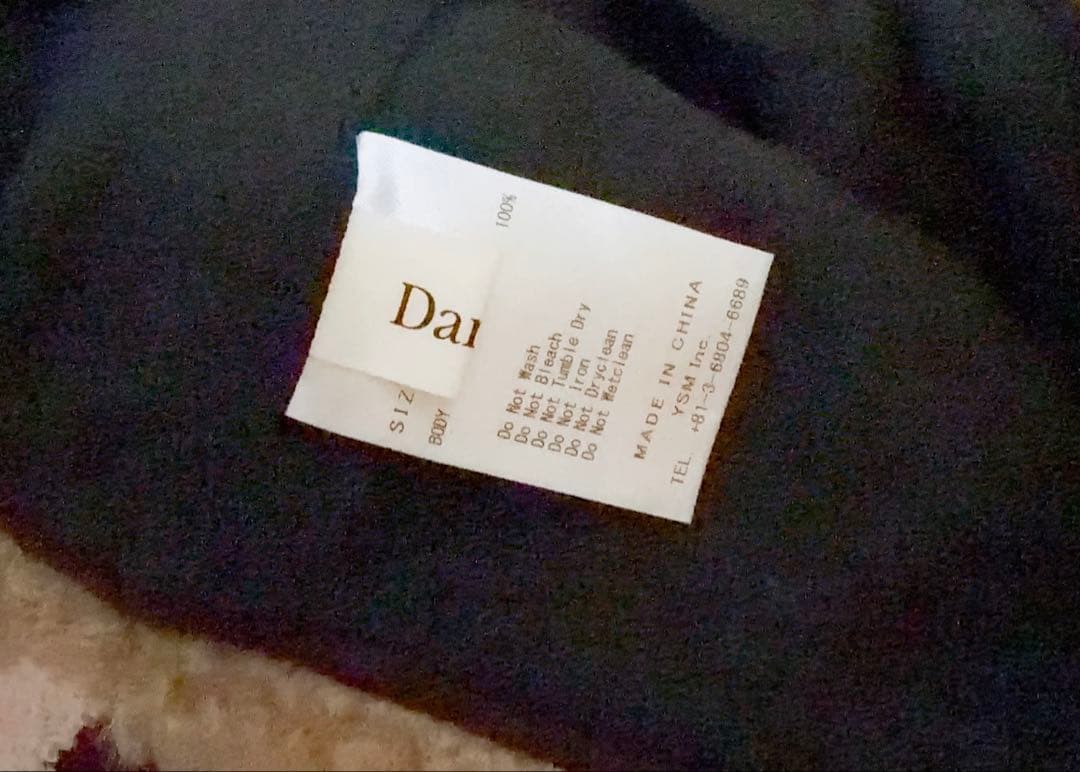 Dar
SIZ
BODY 100%
Do Not Wash
Do Not Bleach
Do Not Tumble Dry
Do Not Iron
Do Not Dryclean
Do Not Wetclean
MADE IN CHINA
YSM Inc.
TEL. +81-3-6804-6689